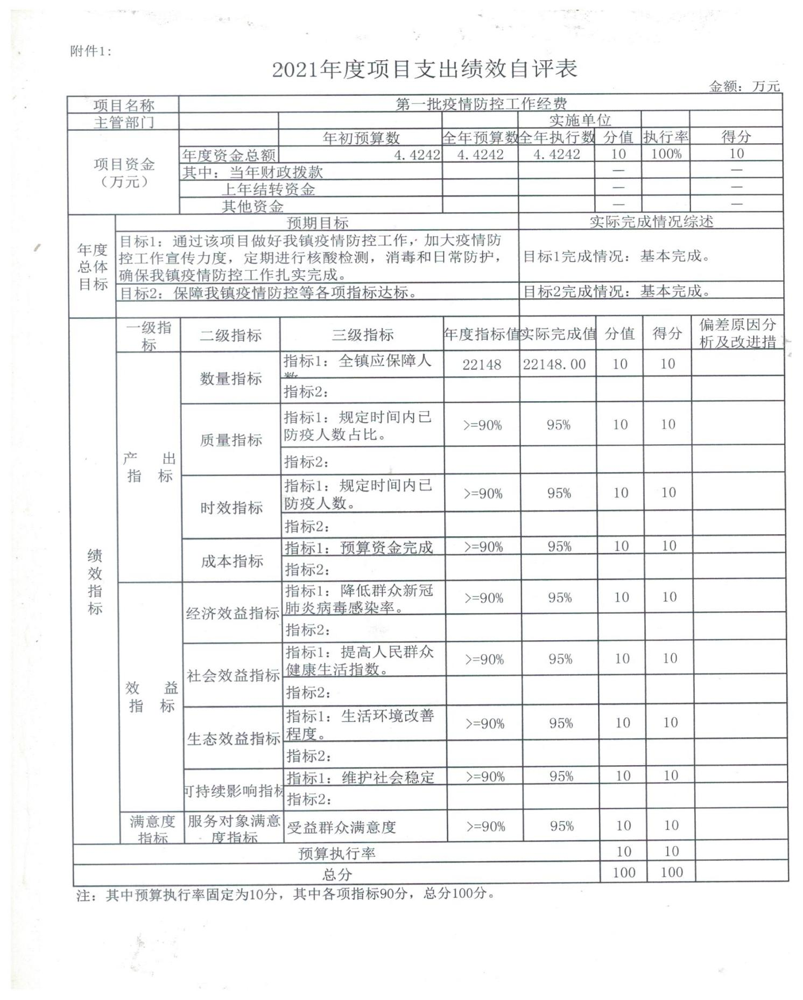 附件1:
2021年度项目支出绩效自评表
金额：万元
项目名称 第一批疫情防控工作经费
主管部门 实施单位
项目资金
（万元）
年初预算数 全年预算数 全年执行数 分值 执行率 得分
年度资金总额 4.4242 4.4242 4.4242 10 100% 10
其中：当年财政拨款 — —
上年结转资金 — —
其他资金 — —
年度
总体
目标
预期目标 实际完成情况综述
目标1：通过该项目做好我镇疫情防控工作，加大疫情防
控工作宣传力度，定期进行核酸检测，消毒和日常防护，
确保我镇疫情防控工作扎实完成。
目标1完成情况：基本完成。
目标2：保障我镇疫情防控等各项指标达标。 目标2完成情况：基本完成。
绩
效
指
标
一级指
标
二级指标 三级指标 年度指标值 实际完成值 分值 得分
偏差原因分
析及改进措
产 出
指 标
数量指标
指标1：全镇应保障人
数
22148 22148.00 10 10
指标2：
质量指标
指标1：规定时间内已
防疫人数占比。
>=90% 95% 10 10
指标2：
时效指标
指标1：规定时间内已
防疫人数。
>=90% 95% 10 10
指标2：
成本指标
指标1：预算资金完成 >=90% 95% 10 10
指标2：
效 益
指 标
经济效益指标
指标1：降低群众新冠
肺炎病毒感染率。
>=90% 95% 10 10
指标2：
社会效益指标
指标1：提高人民群众
健康生活指数。
>=90% 95% 10 10
指标2：
生态效益指标
指标1：生活环境改善
程度。
>=90% 95% 10 10
指标2：
可持续影响指标
指标1：维护社会稳定 >=90% 95% 10 10
指标2：
满意度
指标
服务对象满意
度指标
受益群众满意度 >=90% 95% 10 10
预算执行率 10 10
总分 100 100
注：其中预算执行率固定为10分，其中各项指标90分，总分100分。